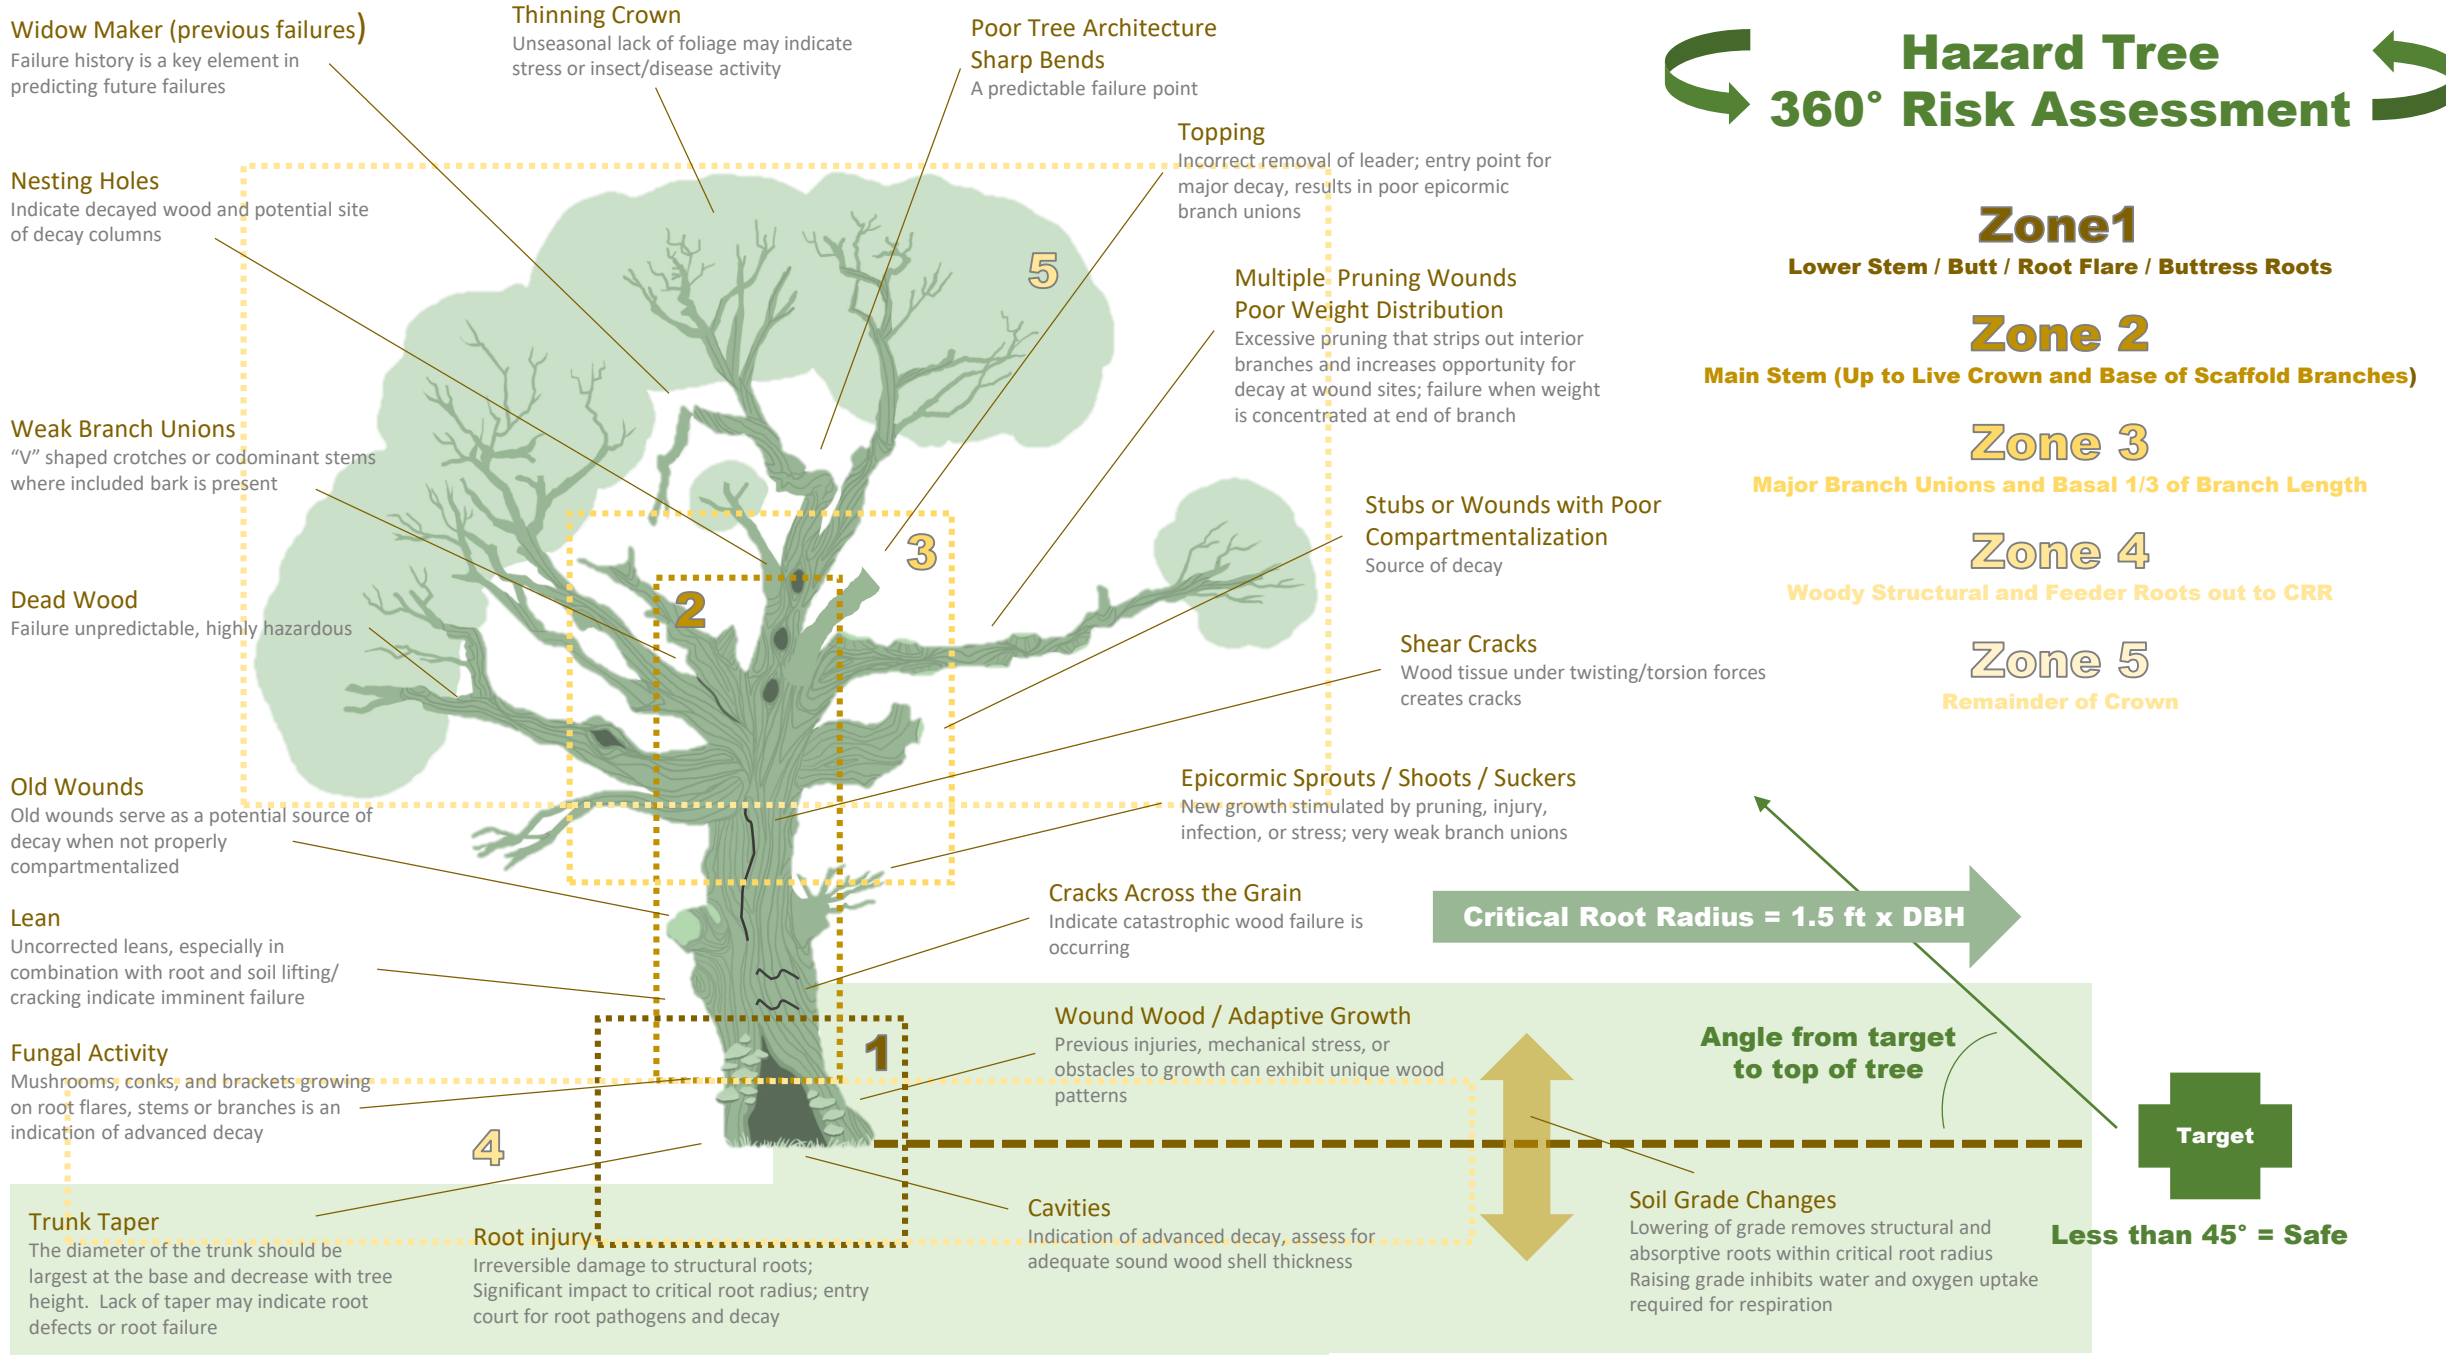 Hazard Tree
360° Risk Assessment
Widow Maker (previous failures)
Failure history is a key element in
predicting future failures
Thinning Crown
Unseasonal lack of foliage may indicate
stress or insect/disease activity
Poor Tree Architecture
Sharp Bends
A predictable failure point
Topping
Incorrect removal of leader; entry point for
major decay, results in poor epicormic
branch unions
Nesting Holes
Indicate decayed wood and potential site
of decay columns
Multiple Pruning Wounds
Poor Weight Distribution
Excessive pruning that strips out interior
branches and increases opportunity for
decay at wound sites; failure when weight
is concentrated at end of branch
Weak Branch Unions
“V” shaped crotches or codominant stems
where included bark is present
Stubs or Wounds with Poor
Compartmentalization
Source of decay
Dead Wood
Failure unpredictable, highly hazardous
Shear Cracks
Wood tissue under twisting/torsion forces
creates cracks
Old Wounds
Old wounds serve as a potential source of
decay when not properly
compartmentalized
Epicormic Sprouts / Shoots / Suckers
New growth stimulated by pruning, injury,
infection, or stress; very weak branch unions
Lean
Uncorrected leans, especially in
combination with root and soil lifting/
cracking indicate imminent failure
Cracks Across the Grain
Indicate catastrophic wood failure is
occurring
Fungal Activity
Mushrooms, conks, and brackets growing
on root flares, stems or branches is an
indication of advanced decay
Wound Wood / Adaptive Growth
Previous injuries, mechanical stress, or
obstacles to growth can exhibit unique wood
patterns
Trunk Taper
The diameter of the trunk should be
largest at the base and decrease with tree
height. Lack of taper may indicate root
defects or root failure
Root injury
Irreversible damage to structural roots;
Significant impact to critical root radius; entry
court for root pathogens and decay
Cavities
Indication of advanced decay, assess for
adequate sound wood shell thickness
Soil Grade Changes
Lowering of grade removes structural and
absorptive roots within critical root radius
Raising grade inhibits water and oxygen uptake
required for respiration
5
3
2
1
4
Zone1
Lower Stem / Butt / Root Flare / Buttress Roots
Zone 2
Main Stem (Up to Live Crown and Base of Scaffold Branches)
Zone 3
Major Branch Unions and Basal 1/3 of Branch Length
Zone 4
Woody Structural and Feeder Roots out to CRR
Zone 5
Remainder of Crown
Critical Root Radius = 1.5 ft x DBH
Angle from target
to top of tree
Target
Less than 45° = Safe